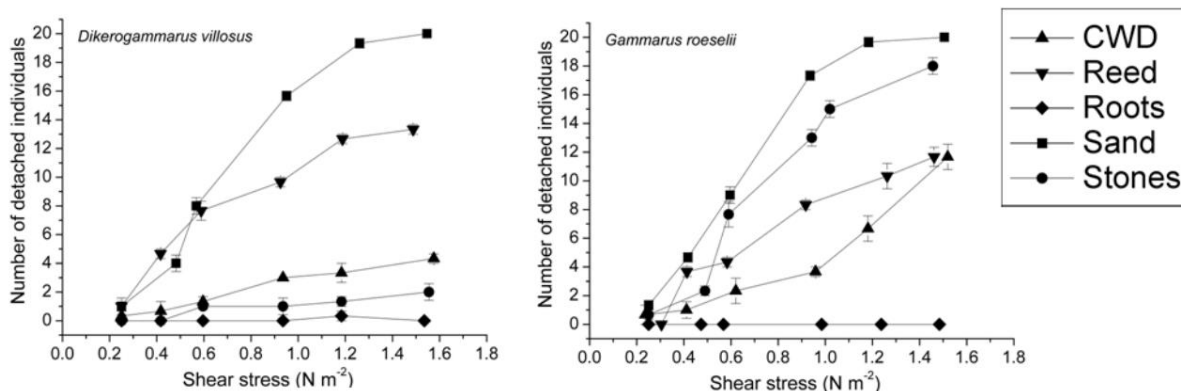 Dikerogammarus villosus
Number of detached individuals
20
18
16
14
12
10
8
6
4
2
0
0.0 0.2 0.4 0.6 0.8 1.0 1.2 1.4 1.6 1.8
Shear stress (N m-2)
Gammarus roeselii
Number of detached individuals
20
18
16
14
12
10
8
6
4
2
0
0.0 0.2 0.4 0.6 0.8 1.0 1.2 1.4 1.6 1.8
Shear stress (N m-2)
CWD
Reed
Roots
Sand
Stones